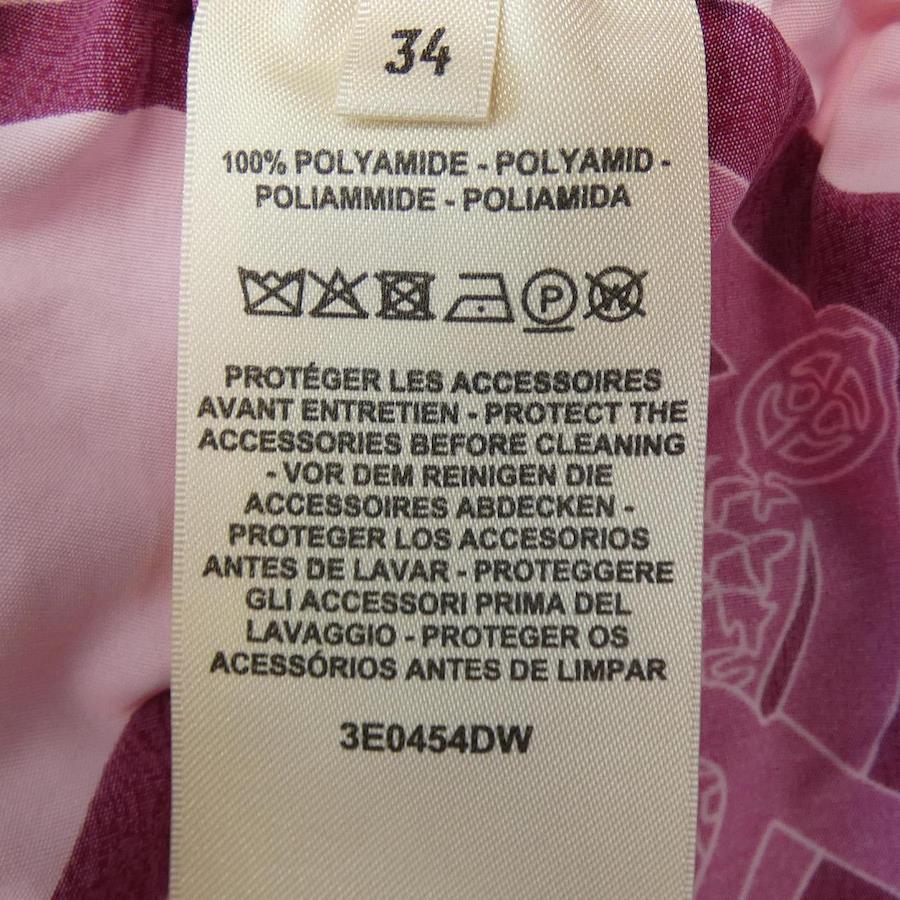 34
100% POLYAMIDE - POLYAMID -
POLIAMMIDE - POLIAMIDA
P W
PROTÉGER LES ACCESSOIRES
AVANT ENTRETIEN - PROTECT THE
ACCESSORIES BEFORE CLEANING
- VOR DEM REINIGEN DIE
ACCESSOIRES ABDECKEN -
PROTEGER LOS ACCESORIOS
ANTES DE LAVAR - PROTEGGERE
GLI ACCESSORI PRIMA DEL
LAVAGGIO - PROTEGER OS
ACESSÓRIOS ANTES DE LIMPAR
3E0454DW